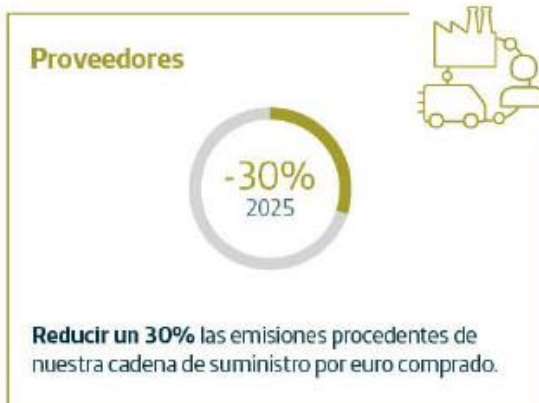 Proveedores
-30%
2025
Reducir un 30% las emisiones procedentes de
nuestra cadena de suministro por euro comprado.